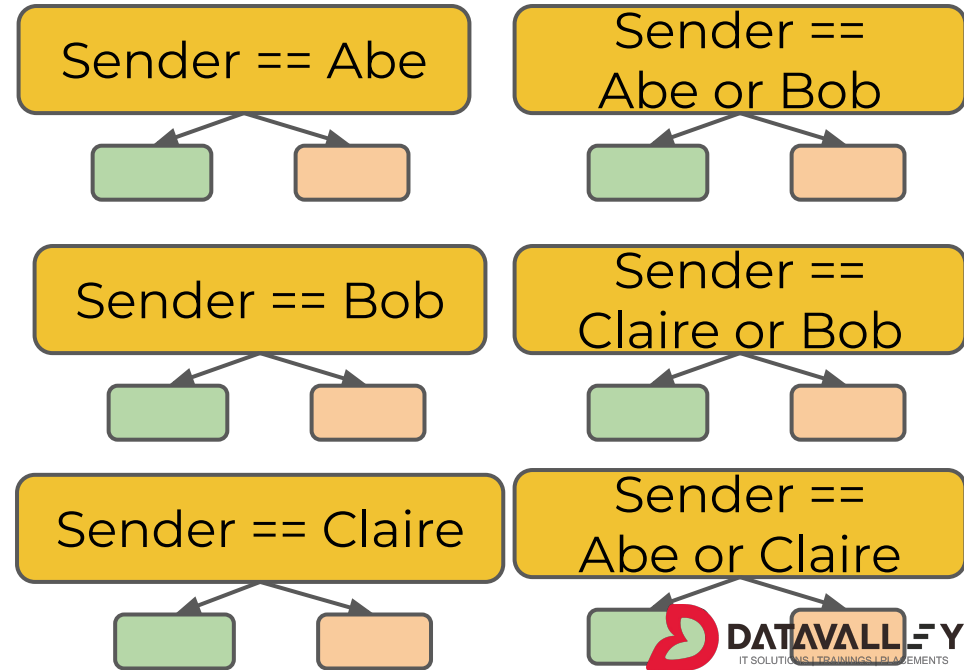 Sender == Abe
Sender ==
Abe or Bob
Sender == Bob
Sender ==
Claire or Bob
Sender == Claire
Sender ==
Abe or Claire
DATAVALLEY
IT SOLUTIONS | TRAININGS | PLACEMENTS